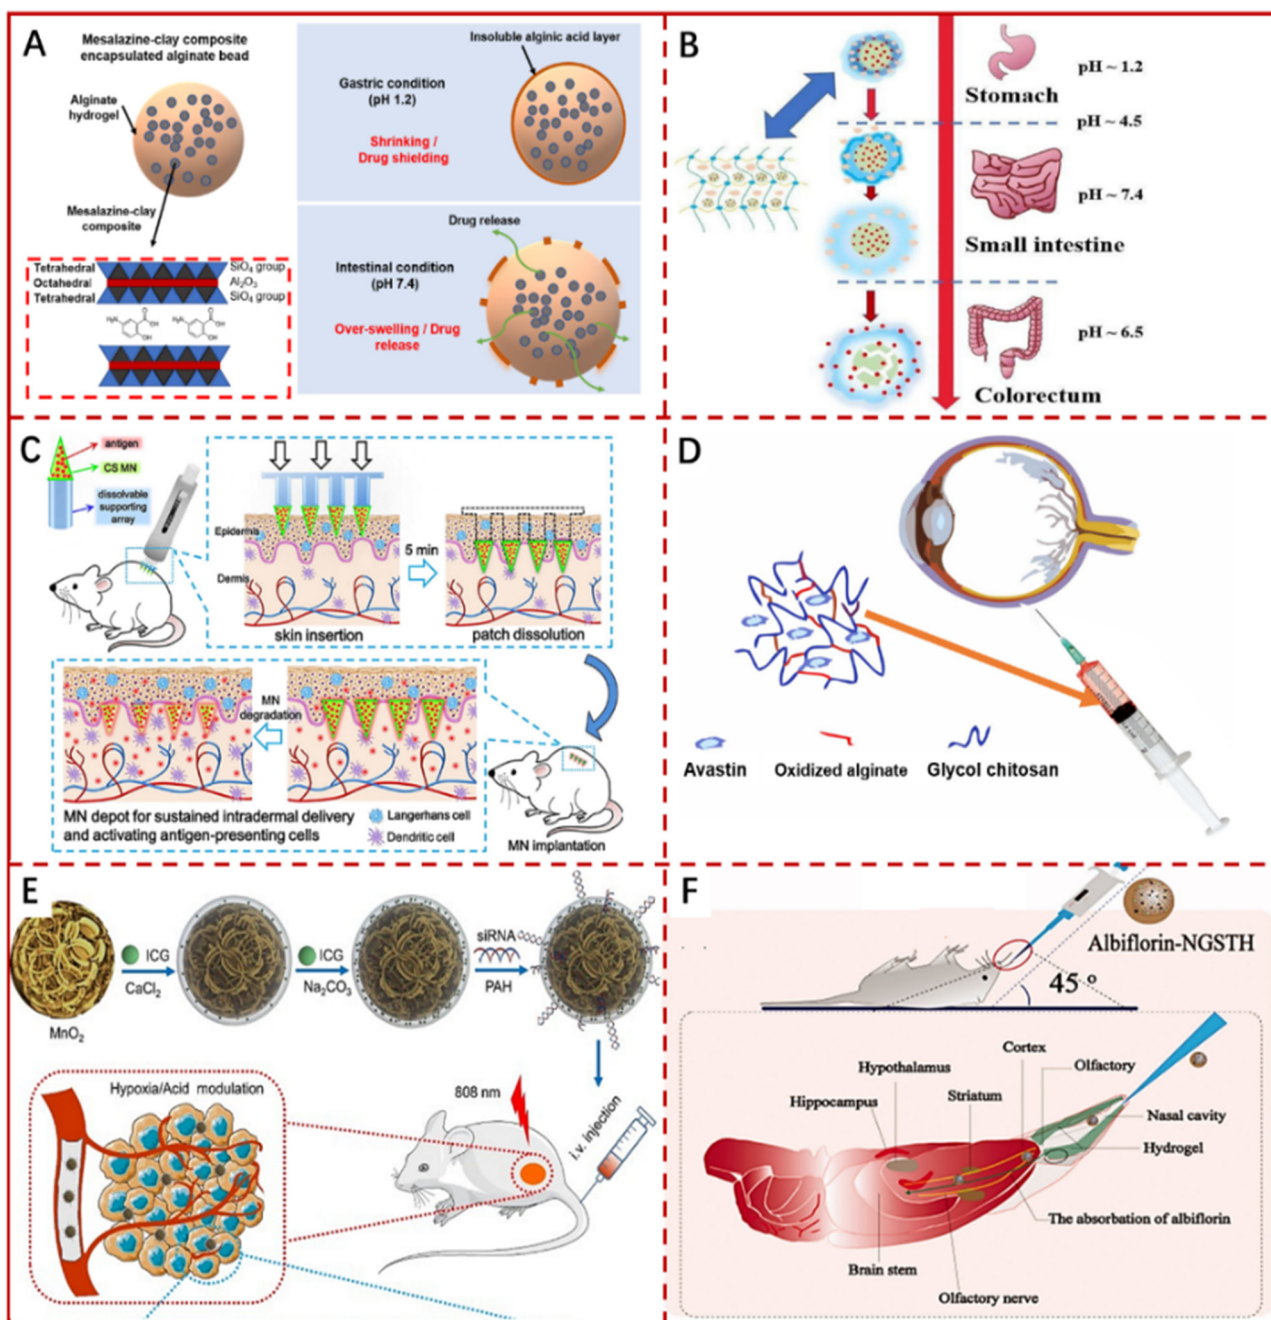 A
Mesalazine-clay composite
encapsulated alginate bead
Alginate
hydrogel
Mesalazine-clay
composite
Tetrahedral
Octahedral
Tetrahedral
SiO4 group
Al2O3
SiO4 group
H2N
OH
OH
H2N
OH
OH
Insoluble alginic acid layer
Gastric condition
(pH 1.2)
Shrinking /
Drug shielding
Drug release
Intestinal condition
(pH 7.4)
Over-swelling / Drug
release
B
pH ~ 1.2
Stomach
pH ~ 4.5
pH ~ 7.4
Small intestine
pH ~ 6.5
Colorectum
C
antigen
CS MN
dissolvable
supporting
array
Epidermis
Dermis
5 min
skin insertion
patch dissolution
MN
degradation
MN depot for sustained intradermal delivery
and activating antigen-presenting cells
Langerhans cell
Dendritic cell
MN implantation
D
Avastin
Oxidized alginate
Glycol chitosan
E
MnO2
ICG
CaCl2
ICG
Na2CO3
siRNA
PAH
Hypoxia/Acid modulation
808 nm
i.v. injection
F
Albiflorin-NGSTH
45 °
Cortex
Hypothalamus
Olfactory
Hippocampus
Striatum
Nasal cavity
Hydrogel
The absorbation of albiflorin
Brain stem
Olfactory nerve